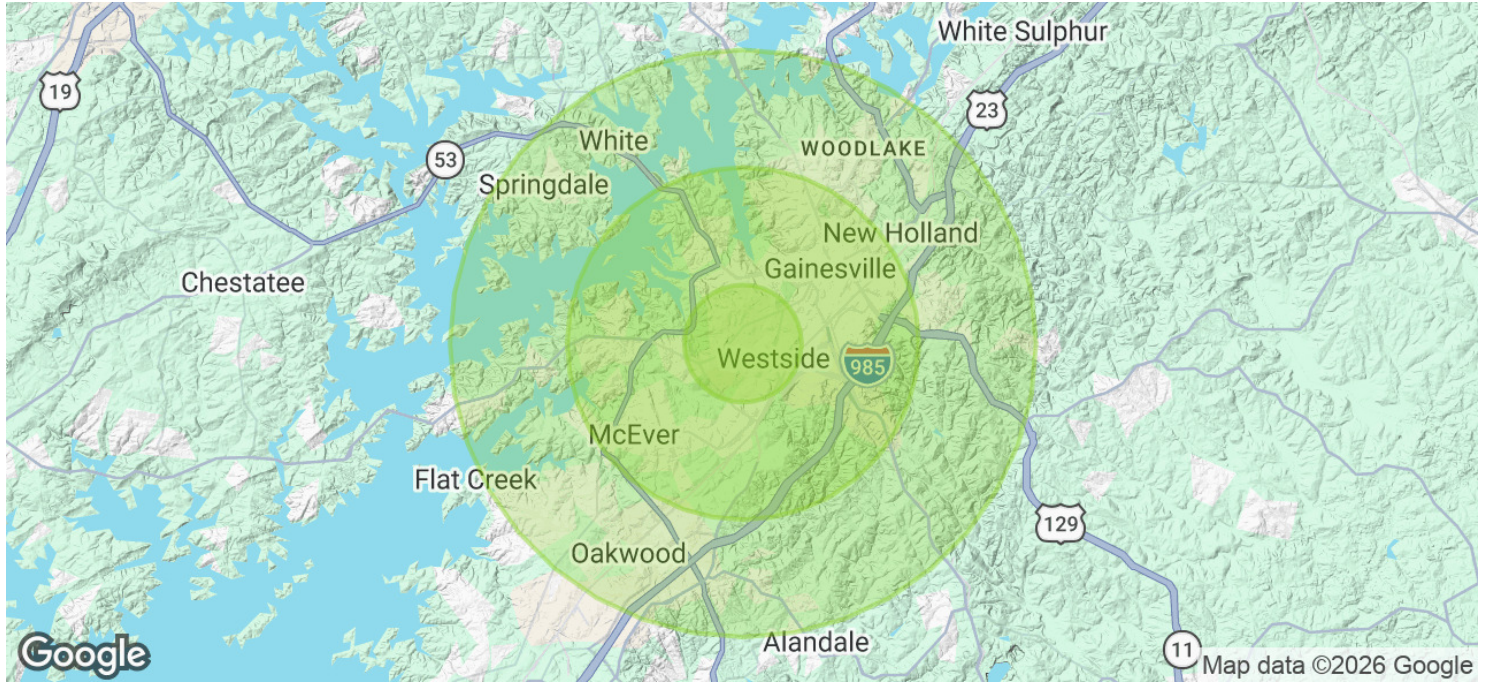 White Sulphur
19
23
White
WOODLAKE
53
Springdale
New Holland
Gainesville
Chestatee
Westside
985
McEver
Flat Creek
129
Oakwood
Alandale
11
Google
Map data ©2026 Google